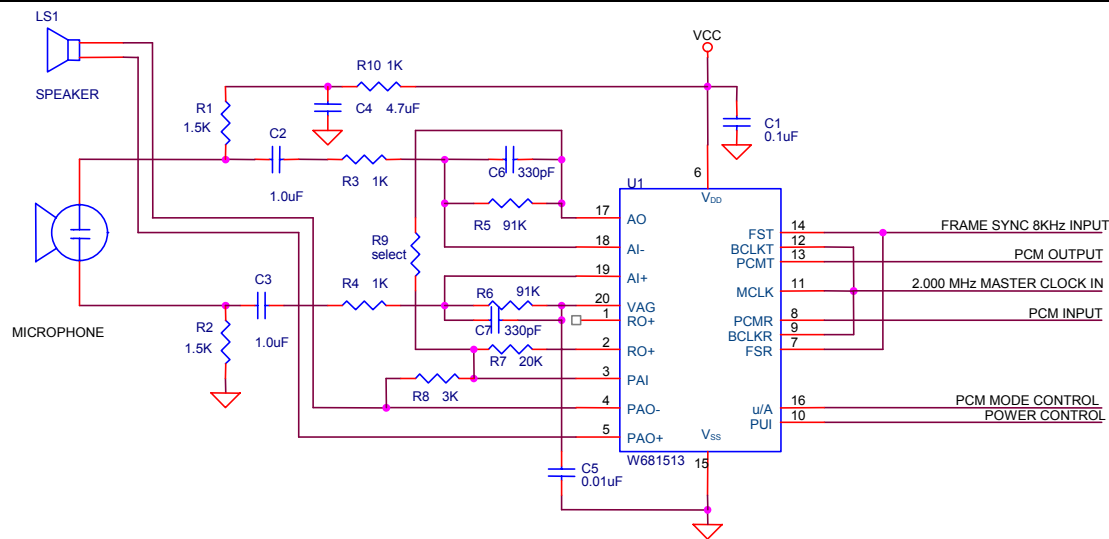 LS1
SPEAKER
VCC
R10 1K
C4 4.7uF
R1
1.5K
C1
0.1uF
C2
1.0uF
R3 1K
C6 330pF
R5 91K
R9
select
R4 1K
C3
1.0uF
R6 91K
C7 330pF
R2
1.5K
MICROPHONE
R7 20K
R8 3K
C5
0.01uF
U1
6
VDD
17 AO
18 AI-
19 AI+
20 VAG
1 RO+
2 RO+
3 PAI
4 PAO-
5 PAO+
W681513
VSS
15
FST 14 FRAME SYNC 8KHz INPUT
BCLKT 12
PCMT 13 PCM OUTPUT
MCLK 11 2.000 MHz MASTER CLOCK IN
PCMR 8 PCM INPUT
BCLKR 9
FSR 7
u/A 16 PCM MODE CONTROL
PUI 10 POWER CONTROL